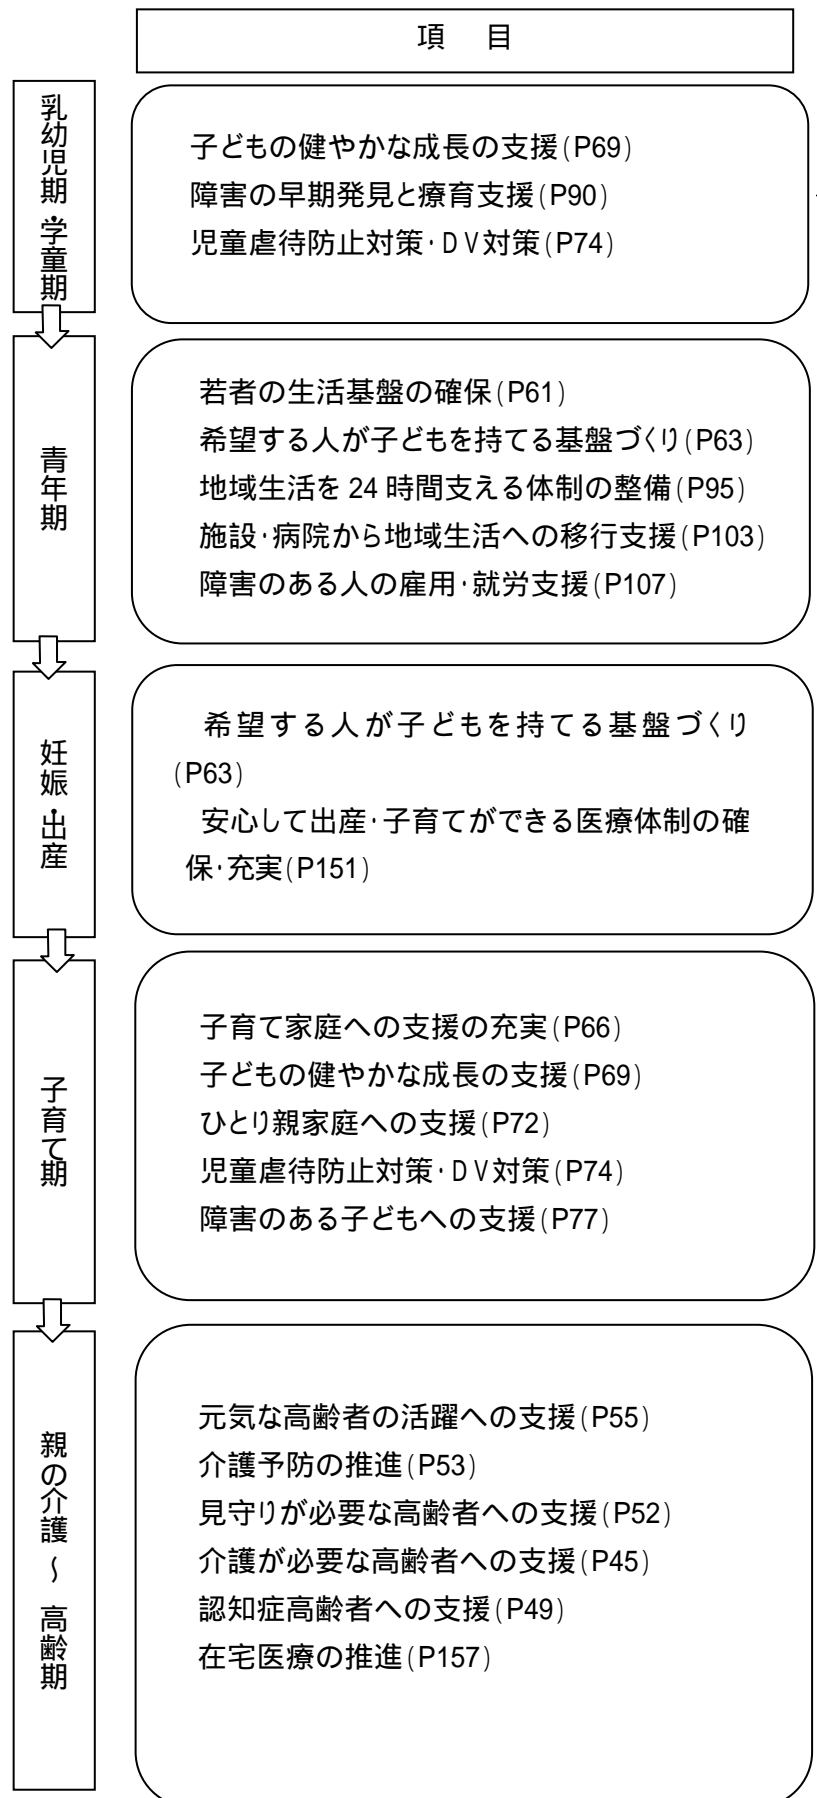 項 目
乳幼児期・学童期
子どもの健やかな成長の支援(P69)
障害の早期発見と療育支援(P90)
児童虐待防止対策・DV対策(P74)
青年期
若者の生活基盤の確保(P61)
希望する人が子どもを持てる基盤づくり(P63)
地域生活を24時間支える体制の整備(P95)
施設・病院から地域生活への移行支援(P103)
障害のある人の雇用・就労支援(P107)
妊娠・出産
希望する人が子どもを持てる基盤づくり
(P63)
安心して出産・子育てができる医療体制の確
保・充実(P151)
子育て期
子育て家庭への支援の充実(P66)
子どもの健やかな成長の支援(P69)
ひとり親家庭への支援(P72)
児童虐待防止対策・DV対策(P74)
障害のある子どもへの支援(P77)
親の介護~高齢期
元気な高齢者の活躍への支援(P55)
介護予防の推進(P53)
見守りが必要な高齢者への支援(P52)
介護が必要な高齢者への支援(P45)
認知症高齢者への支援(P49)
在宅医療の推進(P157)